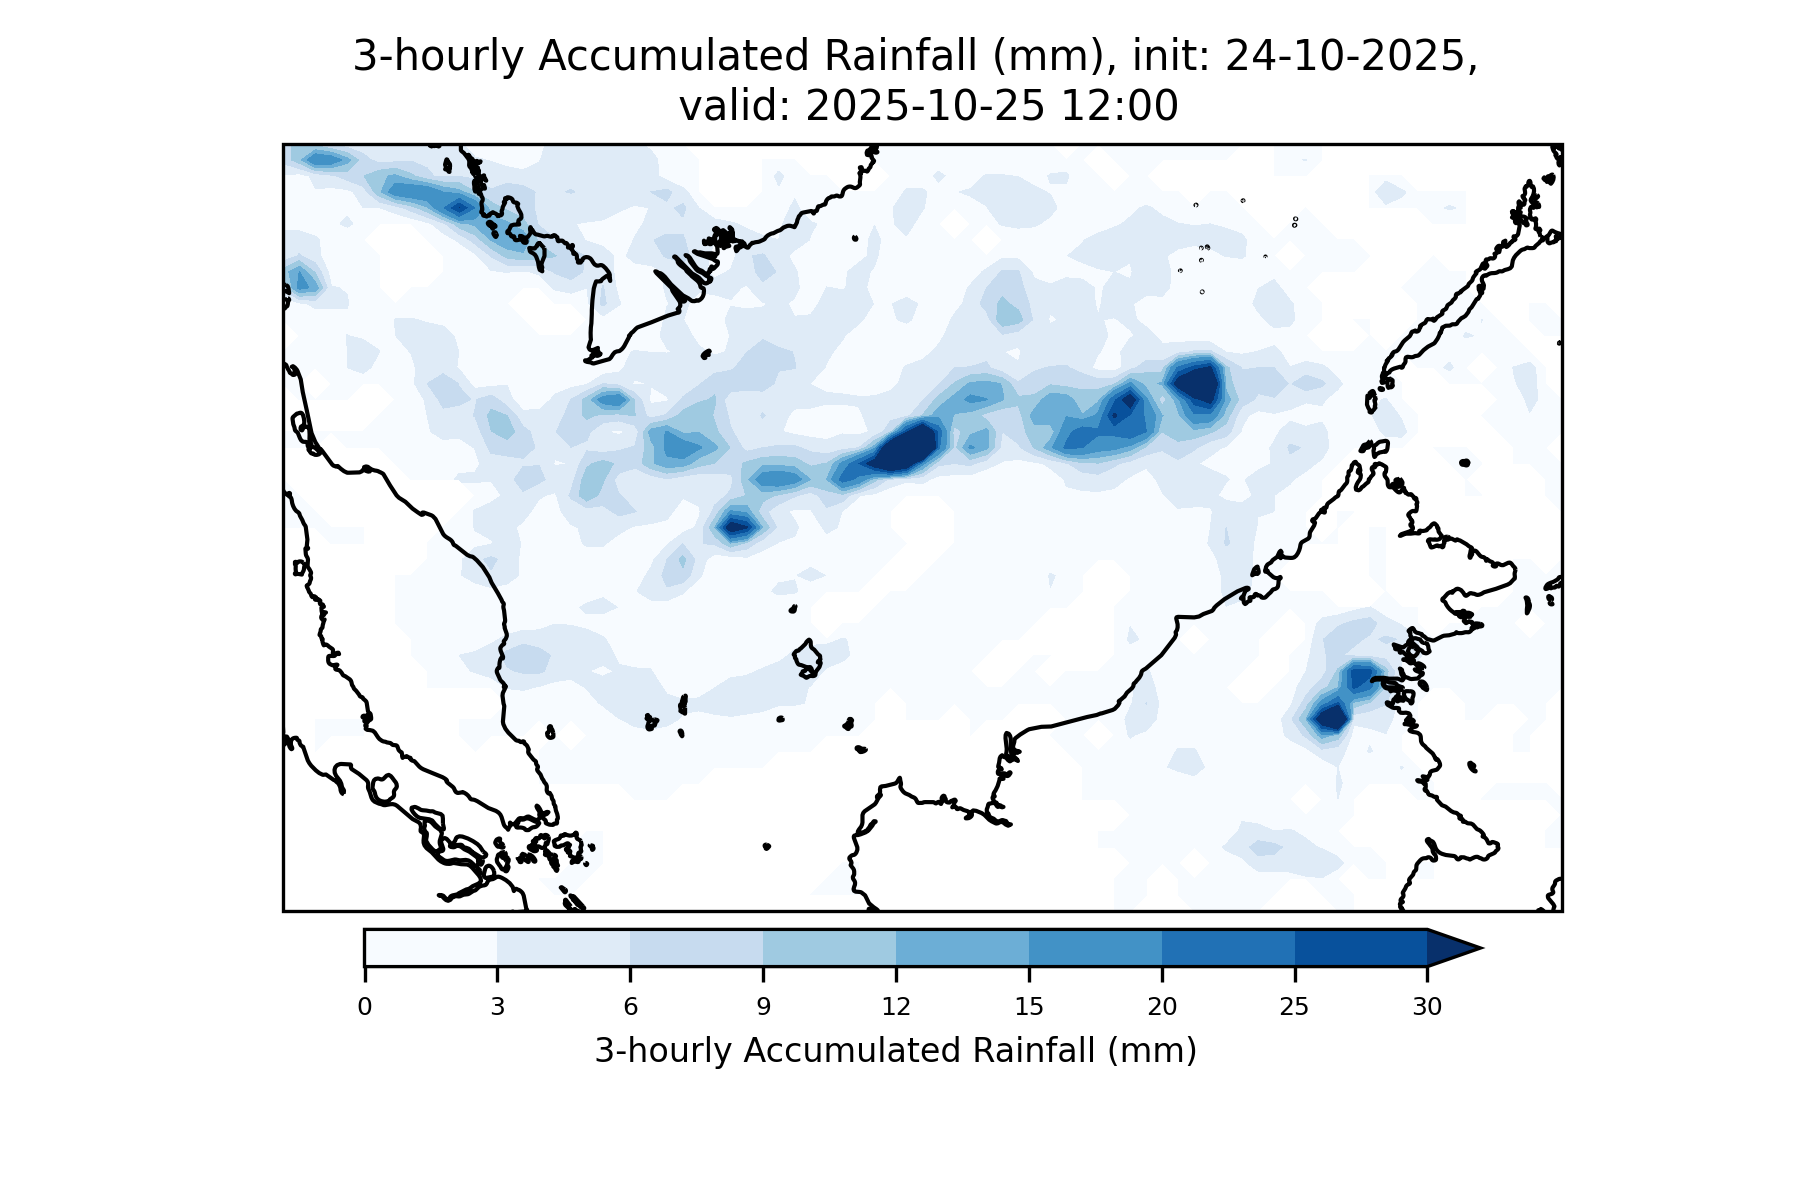 3-hourly Accumulated Rainfall (mm), init: 24-10-2025,
valid: 2025-10-25 12:00
0 3 6 9 12 15 20 25 30
3-hourly Accumulated Rainfall (mm)